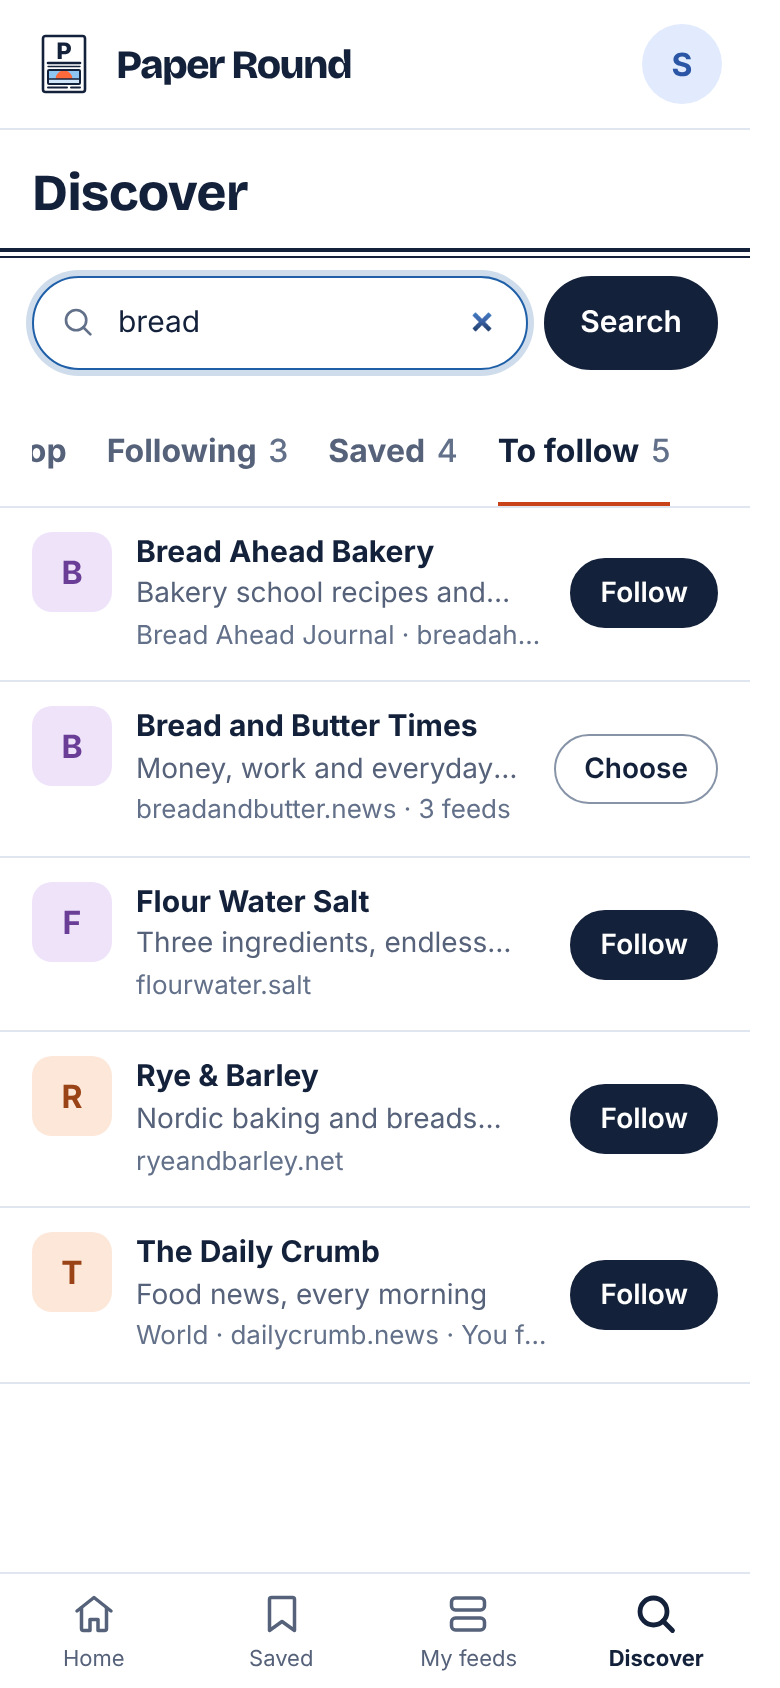 P
Paper Round
S
Discover
bread
Search
op
Following 3
Saved 4
To follow 5
B
Bread Ahead Bakery
Bakery school recipes and...
Bread Ahead Journal · breadah...
Follow
B
Bread and Butter Times
Money, work and everyday...
breadandbutter.news · 3 feeds
Choose
F
Flour Water Salt
Three ingredients, endless...
flourwater.salt
Follow
R
Rye & Barley
Nordic baking and breads...
ryeandbarley.net
Follow
T
The Daily Crumb
Food news, every morning
World · dailycrumb.news · You f...
Follow
Home
Saved
My feeds
Discover